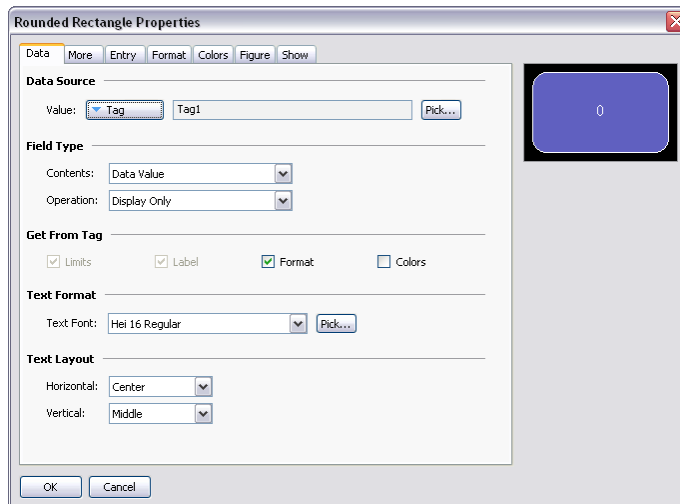 Rounded Rectangle Properties
Data More Entry Format Colors Figure Show
Data Source
Value: Tag Tag1 Pick...
0
Field Type
Contents: Data Value
Operation: Display Only
Get From Tag
Limits Label Format Colors
Text Format
Text Font: Hei 16 Regular Pick...
Text Layout
Horizontal: Center
Vertical: Middle
OK Cancel